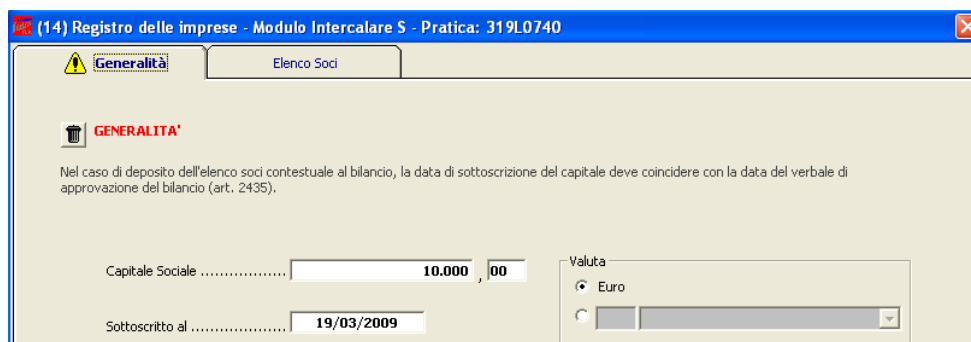 (14) Registro delle imprese - Modulo Intercalare S - Pratica: 319L0740
Generalità
Elenco Soci
GENERALITA'
Nel caso di deposito dell'elenco soci contestuale al bilancio, la data di sottoscrizione del capitale deve coincidere con la data del verbale di
approvazione del bilancio (art. 2435).
Capitale Sociale .................. 10.000 , 00
Valuta
Euro
Sottoscritto al .................... 19/03/2009